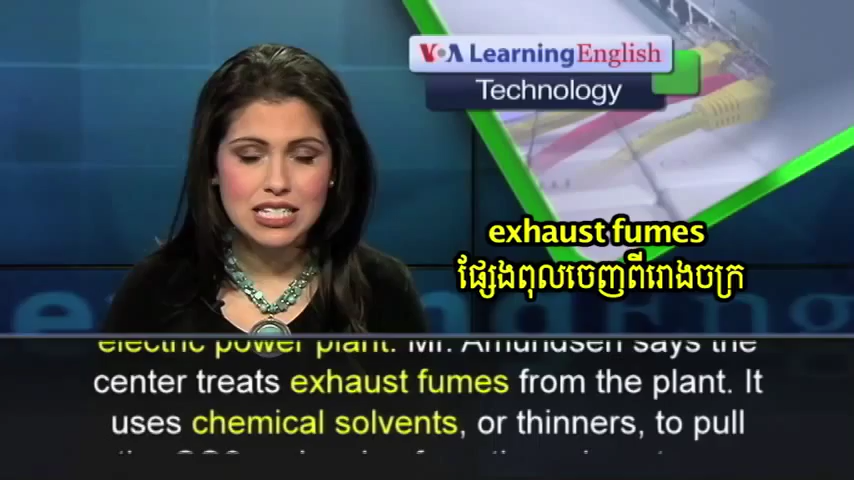 VOA Learning English
Technology
exhaust fumes
ផ្សែងពុលចេញពីរោងចក្រ
electric power plant. Mr. Amundsen says the
center treats exhaust fumes from the plant. It
uses chemical solvents, or thinners, to pull